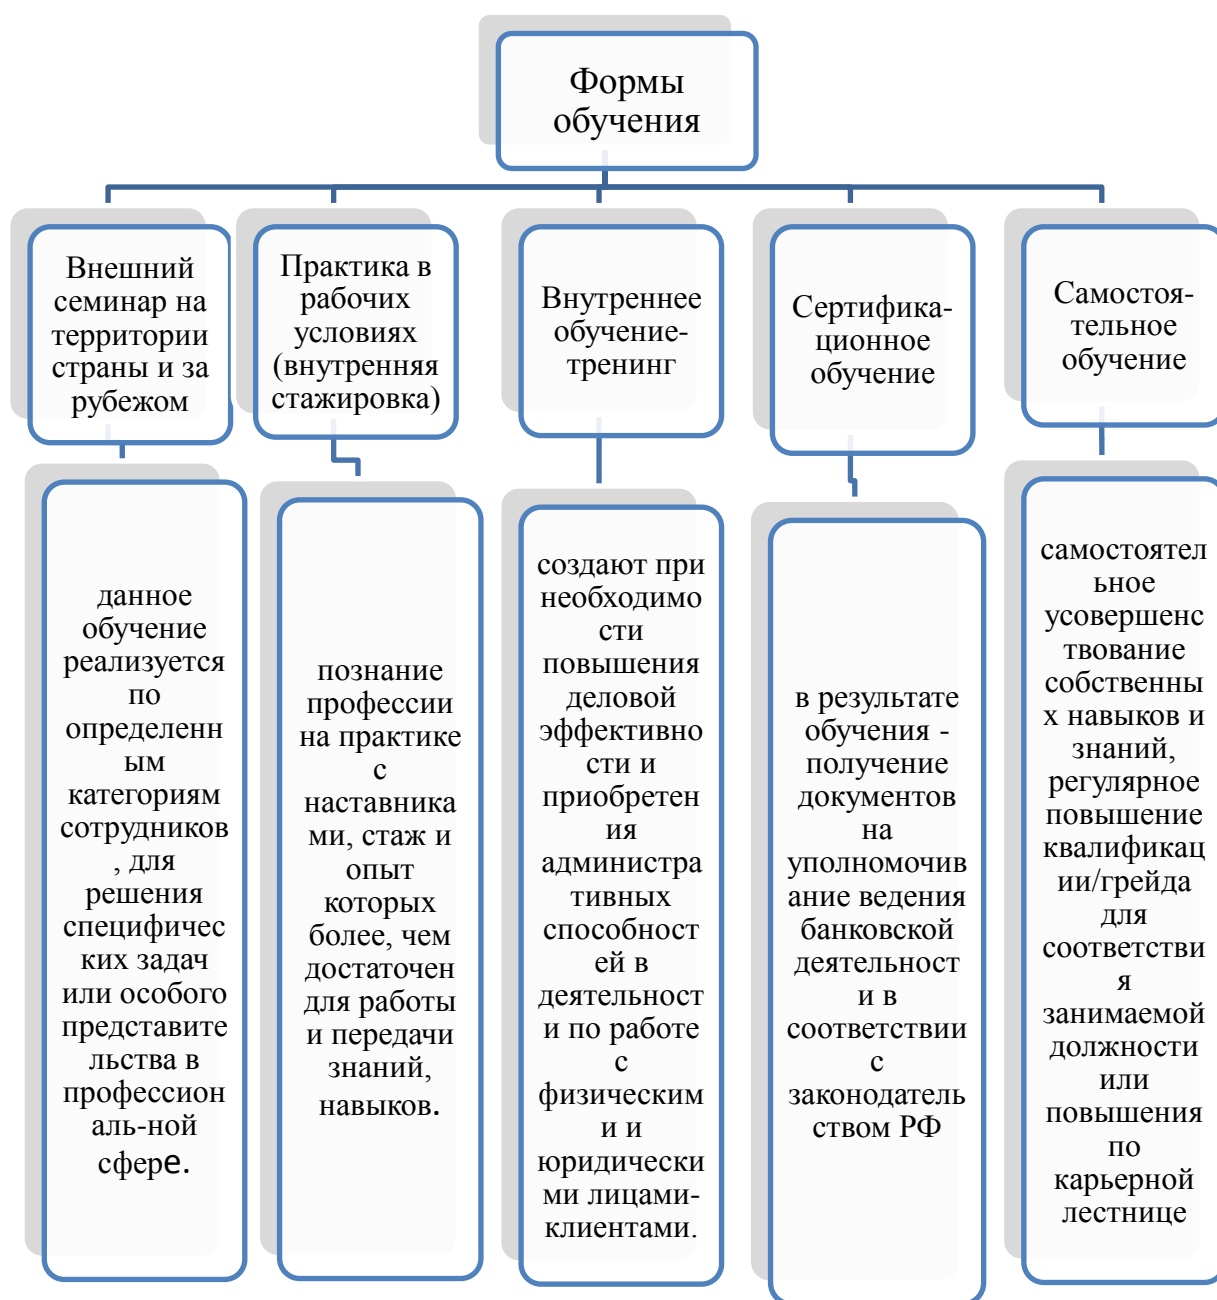 Формы
обучения
Внешний
семинар на
территории
страны и за
рубежом
Практика в
рабочих
условиях
(внутренняя
стажировка)
Внутреннее
обучение-
тренинг
Сертифика-
ционное
обучение
Самостоя-
тельное
обучение
данное
обучение
реализуется
по
определенн
ым
категориям
сотрудников
, для
решения
специфичес
ких задач
или особого
представите
льства в
профессион
аль-ной
сфере.
познание
профессии
на практике
с
наставника
ми, стаж и
опыт
которых
более, чем
достаточен
для работы
и передачи
знаний,
навыков.
создают при
необходимо
сти
повышения
деловой
эффективно
сти и
приобретен
ия
администра
тивных
способност
ей в
деятельност
и по работе
с
физическим
и и
юридически
ми лицами-
клиентами.
в результате
обучения -
получение
документов
на
уполномочив
ание ведения
банковской
деятельност
и в
соответствии
с
законодатель
ством РФ
самостоятел
ьное
усовершенс
твование
собственны
х навыков и
знаний,
регулярное
повышение
квалификац
ии/грейда
для
соответстви
я
занимаемой
должности
или
повышения
по
карьерной
лестнице